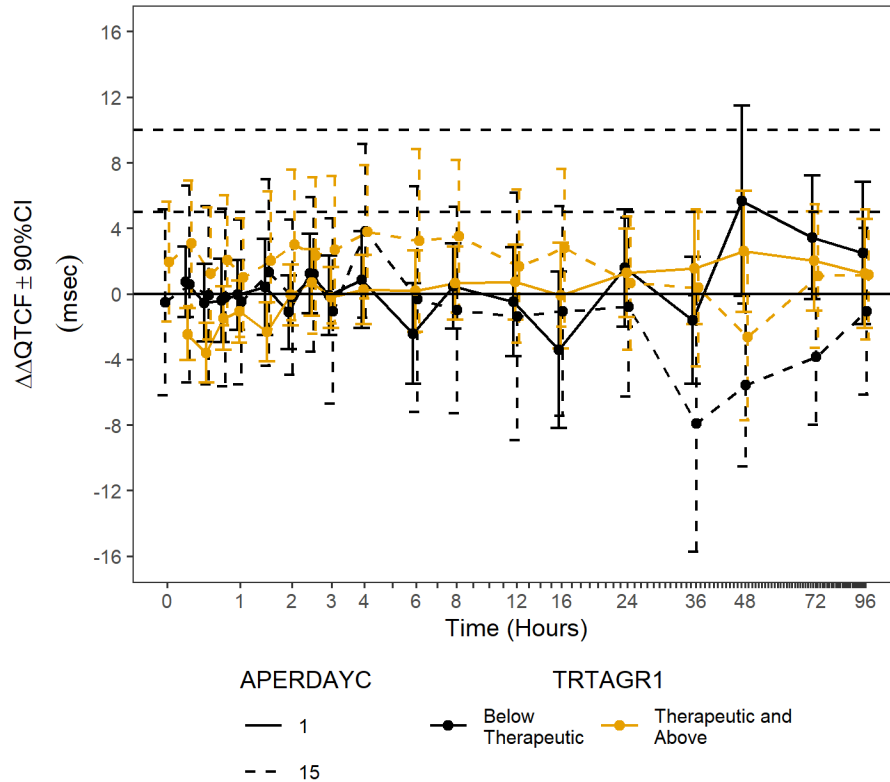 16
12
8
4
0
-4
-8
-12
-16
ΔΔQTCF ± 90%CI
(msec)
0 1 2 3 4 6 8 12 16 24 36 48 72 96
Time (Hours)
APERDAYC
1
15
TRTAGR1
Below
Therapeutic
Therapeutic and
Above